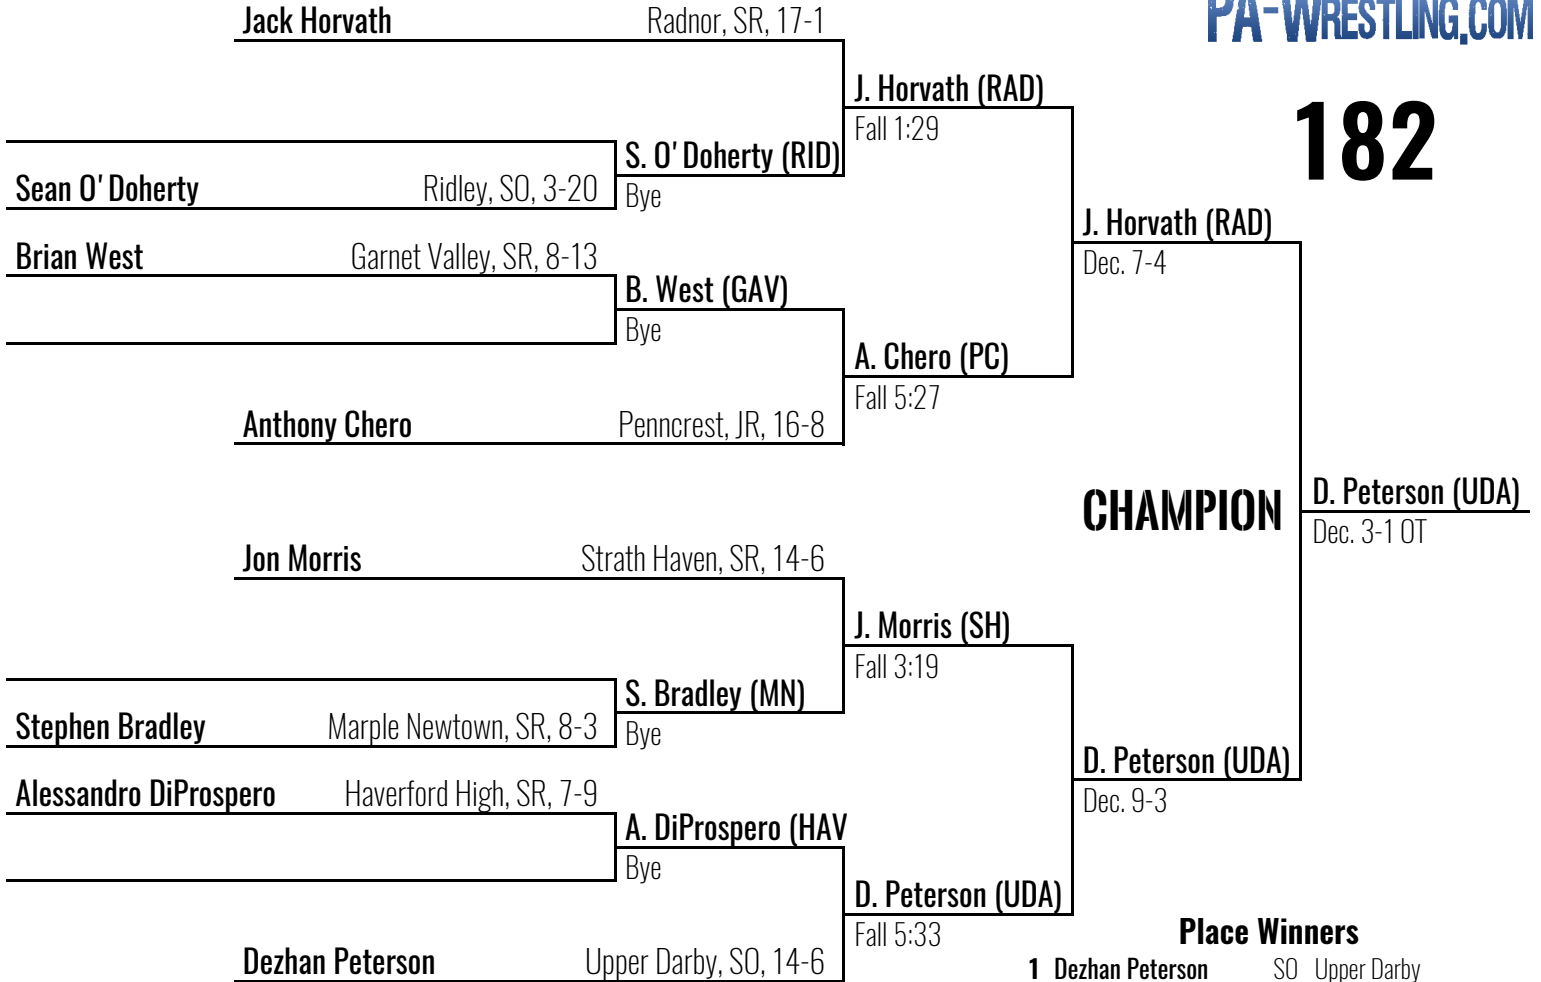 Jack Horvath Radnor, SR, 17-1
PA-WRESTLING.COM
J. Horvath (RAD)
Fall 1:29
182
S. O'Doherty (RID)
Sean O'Doherty Ridley, SO, 3-20
Bye
J. Horvath (RAD)
Dec. 7-4
Brian West Garnet Valley, SR, 8-13
B. West (GAV)
Bye
A. Chero (PC)
Fall 5:27
Anthony Chero Penncrest, JR, 16-8
CHAMPION
D. Peterson (UDA)
Dec. 3-1 OT
Jon Morris Strath Haven, SR, 14-6
J. Morris (SH)
Fall 3:19
S. Bradley (MN)
Stephen Bradley Marple Newtown, SR, 8-3
Bye
D. Peterson (UDA)
Dec. 9-3
Alessandro DiProspero Haverford High, SR, 7-9
A. DiProspero (HAV
Bye
D. Peterson (UDA)
Fall 5:33
Dezhan Peterson Upper Darby, SO, 14-6
Place Winners
1 Dezhan Peterson SO Upper Darby